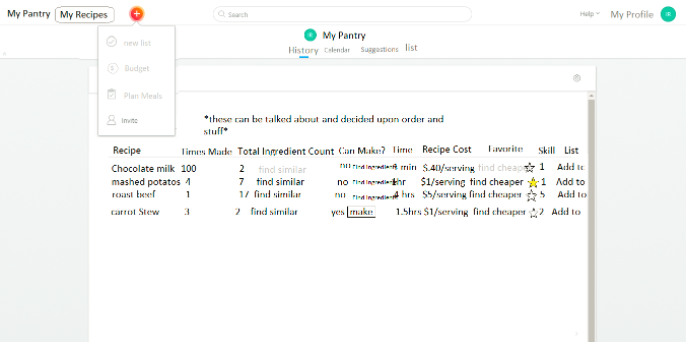 My Pantry My Recipes + Search Help My Profile
My Pantry
History Calendar Suggestions list
new list
Budget
Plan Meals
Invite
*these can be talked about and decided upon order and
stuff*
Recipe Times Made Total Ingredient Count Can Make? Time Recipe Cost Favorite Skill List
Chocolate milk 100 2 find similar no Find Ingredient min $.40/serving find cheaper 1 Add to
mashed potatos 4 7 find similar no Find Ingredient 1hr $1/serving find cheaper 1 Add to
roast beef 1 17 find similar no Find Ingredient 4 hrs $5/serving find cheaper 5 Add to
carrot Stew 3 2 find similar yes make 1.5hrs $1/serving find cheaper 2 Add to